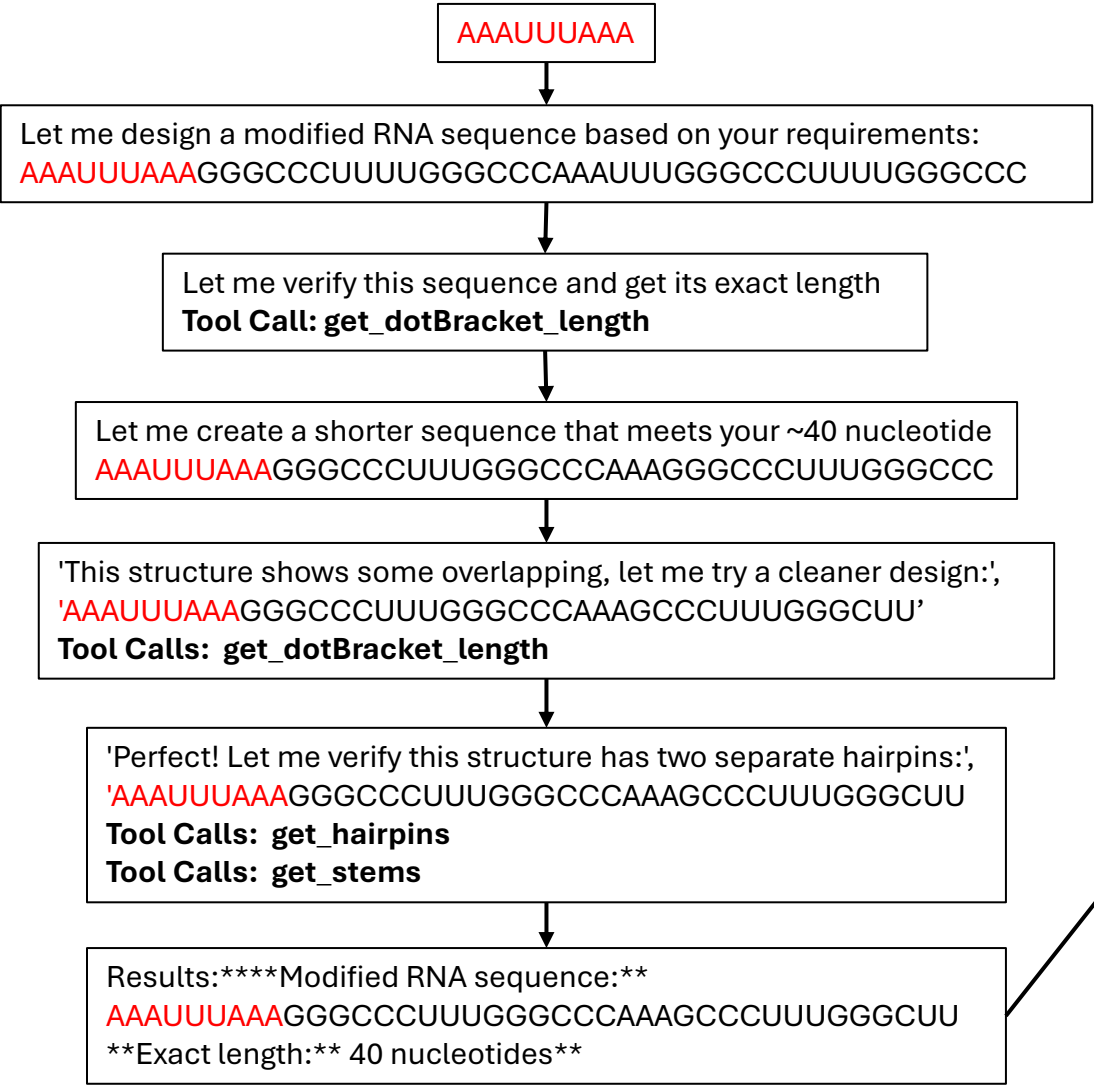 AAAUUUAAA
Let me design a modified RNA sequence based on your requirements:
AAAUUUAAAGGGCCCUUUUGGGCCCAAAUUUGGGCCCUUUUGGGCCC
Let me verify this sequence and get its exact length
Tool Call: get_dotBracket_length
Let me create a shorter sequence that meets your ~40 nucleotide
AAAUUUAAAGGGCCCUUUGGGCCCAAAGGGCCCUUUGGGCCC
'This structure shows some overlapping, let me try a cleaner design:',
'AAAUUUAAAGGGCCCUUUGGGCCCAAAGCCCUUUGGGCUU’
Tool Calls:  get_dotBracket_length
'Perfect! Let me verify this structure has two separate hairpins:',
'AAAUUUAAAGGGCCCUUUGGGCCCAAAGCCCUUUGGGCUU
Tool Calls:  get_hairpins
Tool Calls:  get_stems
Results:****Modified RNA sequence:**
AAAUUUAAAGGGCCCUUUGGGCCCAAAGCCCUUUGGGCUU
**Exact length:** 40 nucleotides**